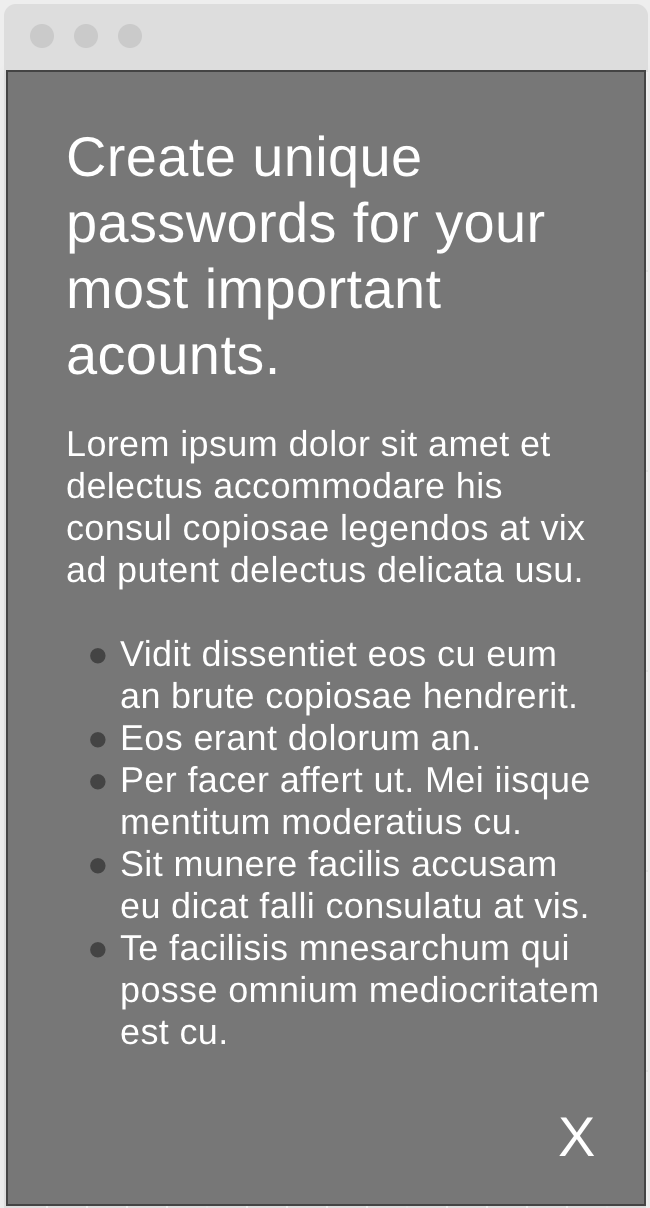 Create unique
passwords for your
most important
acounts.
Lorem ipsum dolor sit amet et
delectus accommodare his
consul copiosae legendos at vix
ad putent delectus delicata usu.
Vidit dissentiet eos cu eum
an brute copiosae hendrerit.
Eos erant dolorum an.
Per facer affert ut. Mei iisque
mentitum moderatius cu.
Sit munere facilis accusam
eu dicat falli consulatu at vis.
Te facilisis mnesarchum qui
posse omnium mediocritatem
est cu.
X